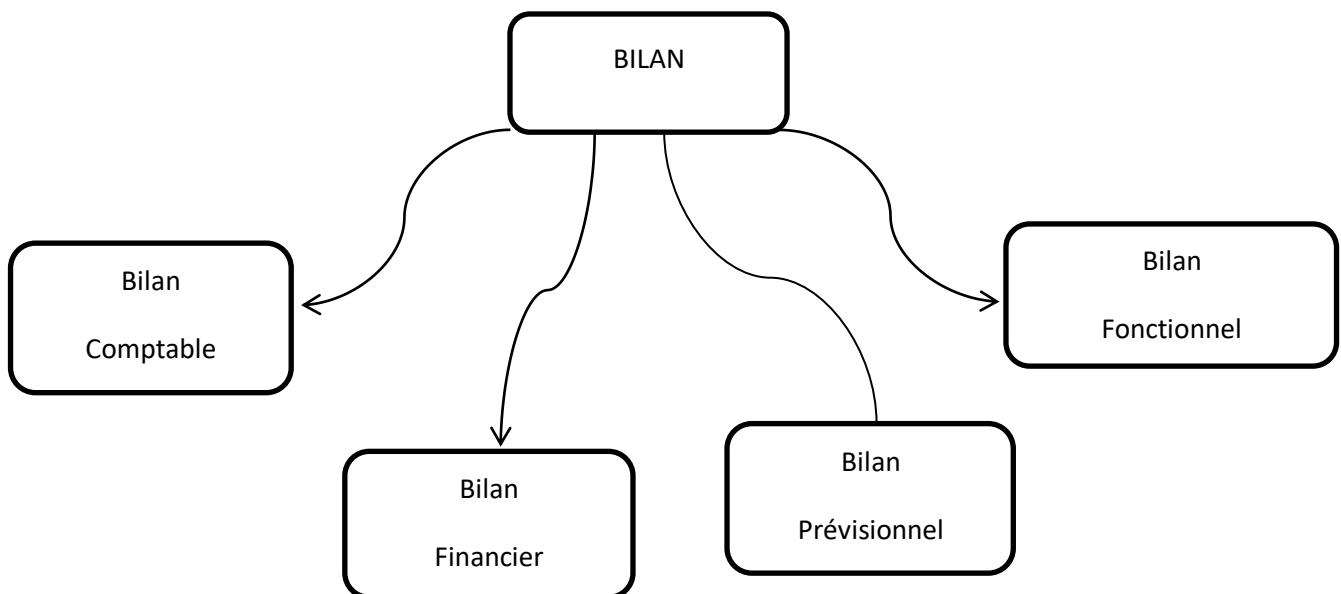 BILAN
Bilan
Comptable
Bilan
Financier
Bilan
Prévisionnel
Bilan
Fonctionnel